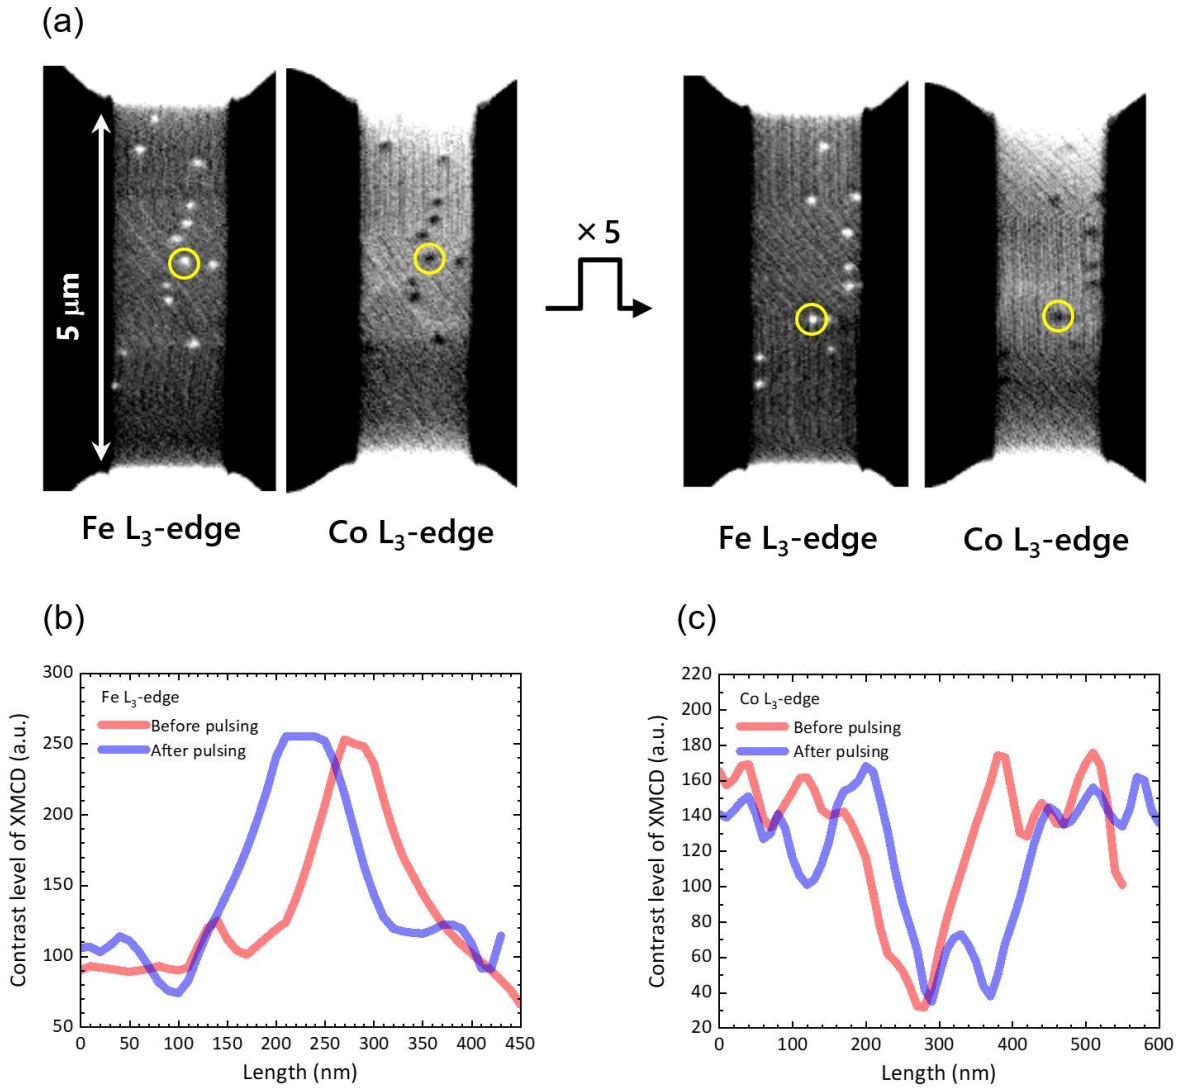 (a)
5 μm
× 5
Fe L₃-edge
Co L₃-edge
Fe L₃-edge
Co L₃-edge
(b)
300
250
200
150
100
50
Contrast level of XMCD (a.u.)
Fe L₃-edge
Before pulsing
After pulsing
0 50 100 150 200 250 300 350 400 450
Length (nm)
(c)
220
200
180
160
140
120
100
80
60
40
20
Contrast level of XMCD (a.u.)
Co L₃-edge
Before pulsing
After pulsing
0 100 200 300 400 500 600
Length (nm)